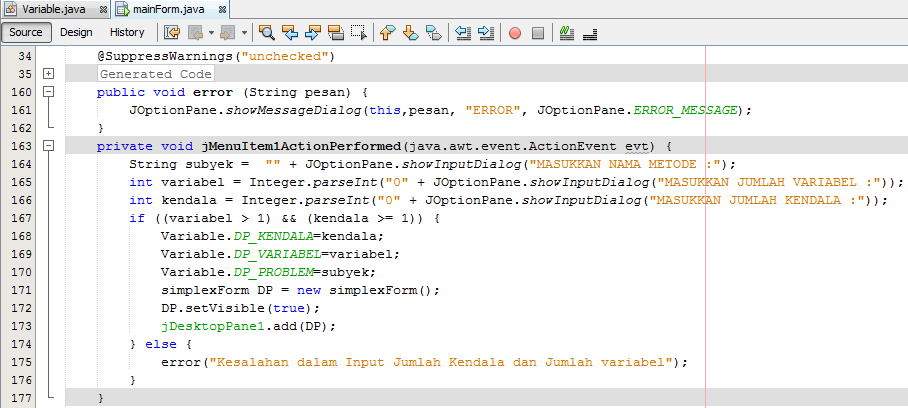 Variable.java mainForm.java
Source Design History
34 @SuppressWarnings("unchecked")
35 Generated Code
160 public void error (String pesan) {
161 JOptionPane.showMessageDialog(this,pesan, "ERROR", JOptionPane.ERROR_MESSAGE);
162 }
163 private void jMenuItem1ActionPerformed(java.awt.event.ActionEvent evt) {
164 String subyek =  "" + JOptionPane.showInputDialog("MASUKKAN NAMA METODE :");
165 int variabel = Integer.parseInt("0" + JOptionPane.showInputDialog("MASUKKAN JUMLAH VARIABEL :"));
166 int kendala = Integer.parseInt("0" + JOptionPane.showInputDialog("MASUKKAN JUMLAH KENDALA :"));
167 if ((variabel > 1) && (kendala >= 1)) {
168 Variable.DP_KENDALA=kendala;
169 Variable.DP_VARIABEL=variabel;
170 Variable.DP_PROBLEM=subyek;
171 simplexForm DP = new simplexForm();
172 DP.setVisible(true);
173 jDesktopPane1.add(DP);
174 } else {
175 error("Kesalahan dalam Input Jumlah Kendala dan Jumlah variabel");
176 }
177 }